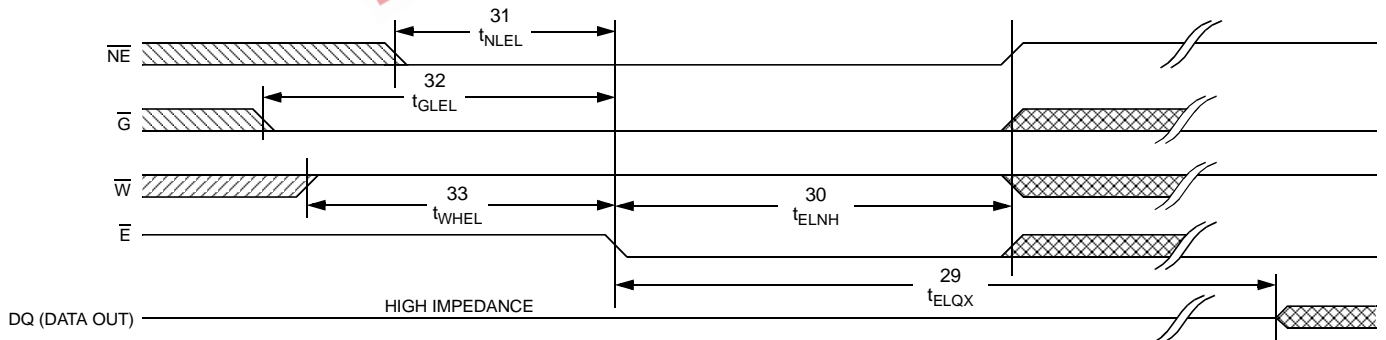 31
tNLEL
NE
32
tGLEL
G
W
33
tWHEL
30
tELNH
E
29
tELQX
HIGH IMPEDANCE
DQ (DATA OUT)